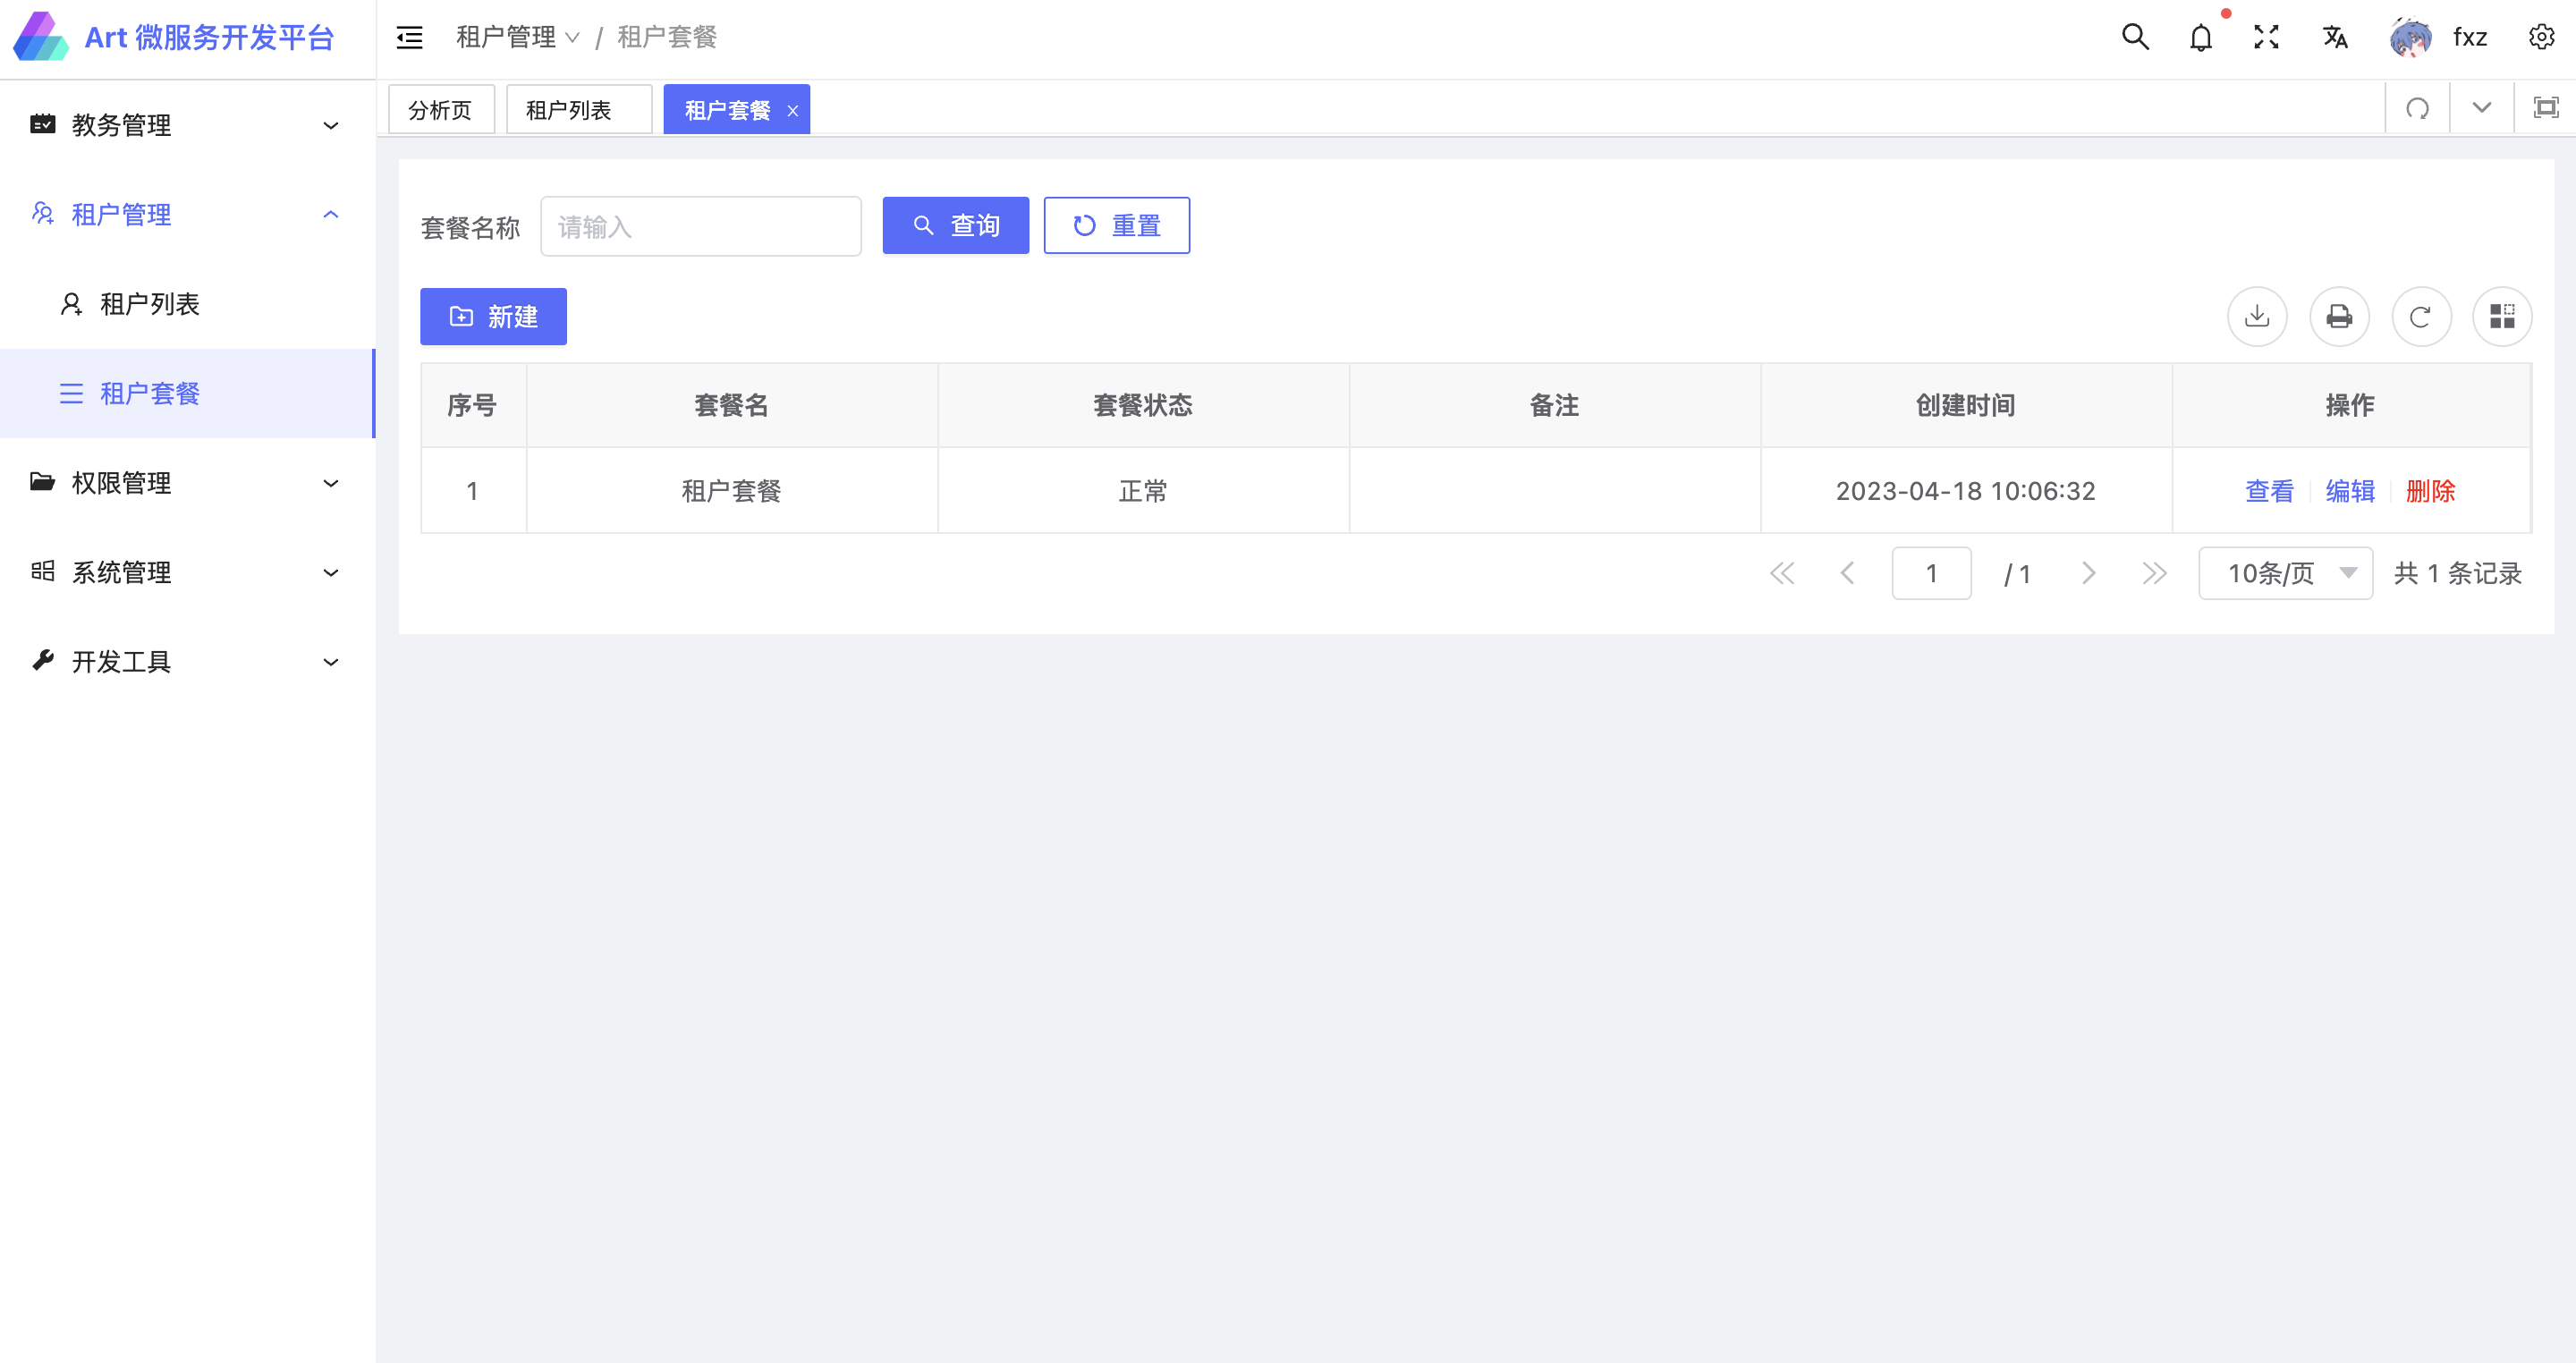 Art 微服务开发平台
租户管理 / 租户套餐
fxz
分析页
租户列表
租户套餐
教务管理
租户管理
租户列表
租户套餐
权限管理
系统管理
开发工具
套餐名称 请输入 查询 重置
新建
序号 套餐名 套餐状态 备注 创建时间 操作
1 租户套餐 正常 2023-04-18 10:06:32 查看 编辑 删除
1 / 1 10条/页 共 1 条记录